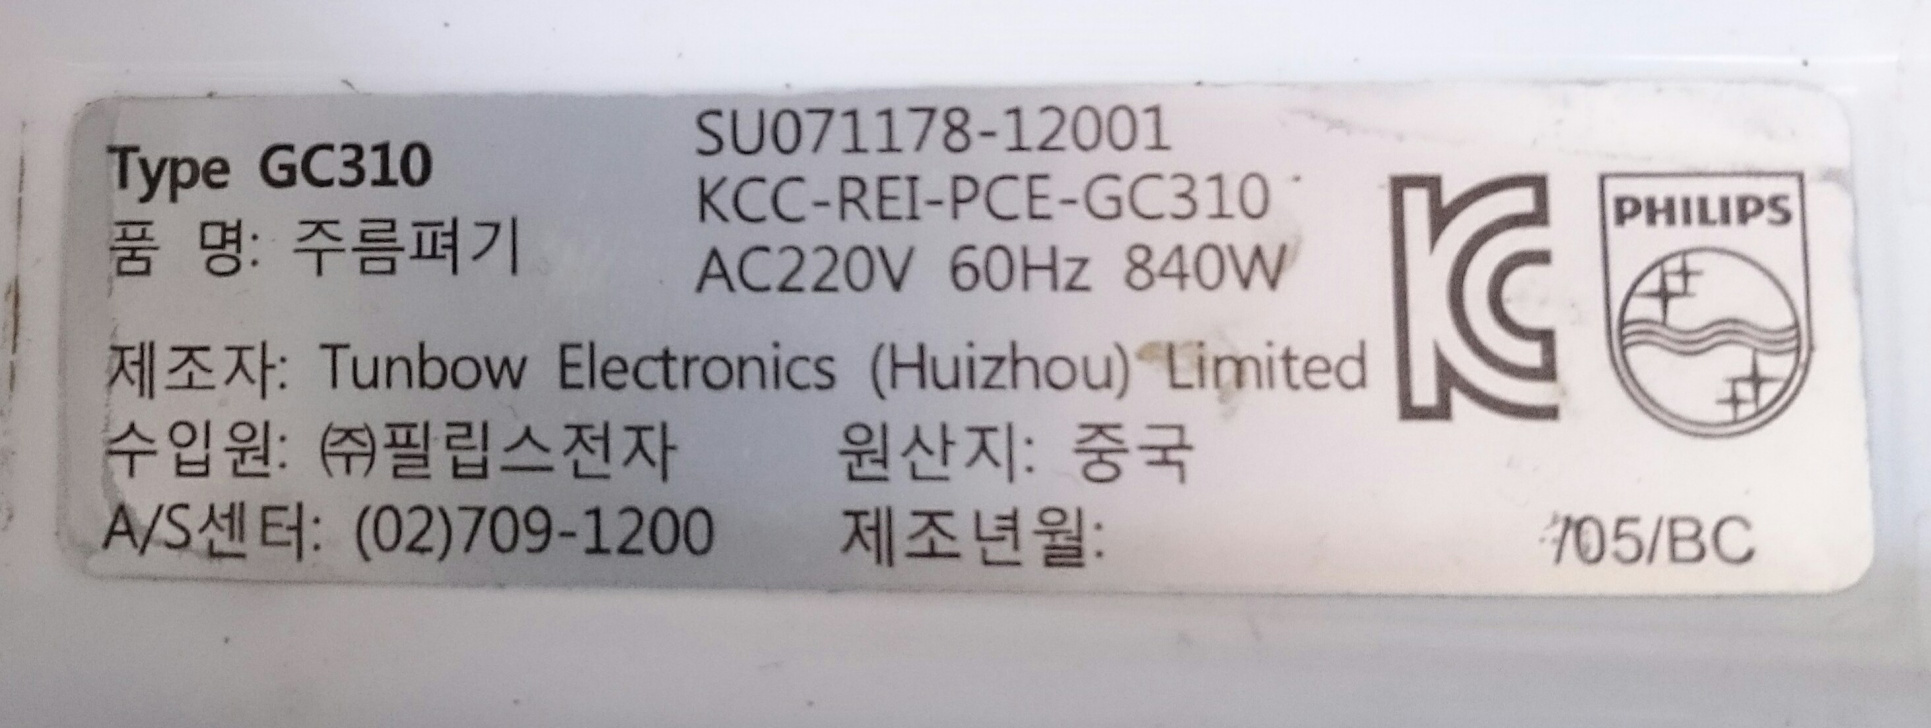 Type GC310
품 명: 주름펴기
SU071178-12001
KCC-REI-PCE-GC310
AC220V 60Hz 840W
제조자: Tunbow Electronics (Huizhou) Limited
수입원: ㈜필립스전자
원산지: 중국
A/S센터: (02)709-1200
제조년월: /05/BC
KC
PHILIPS